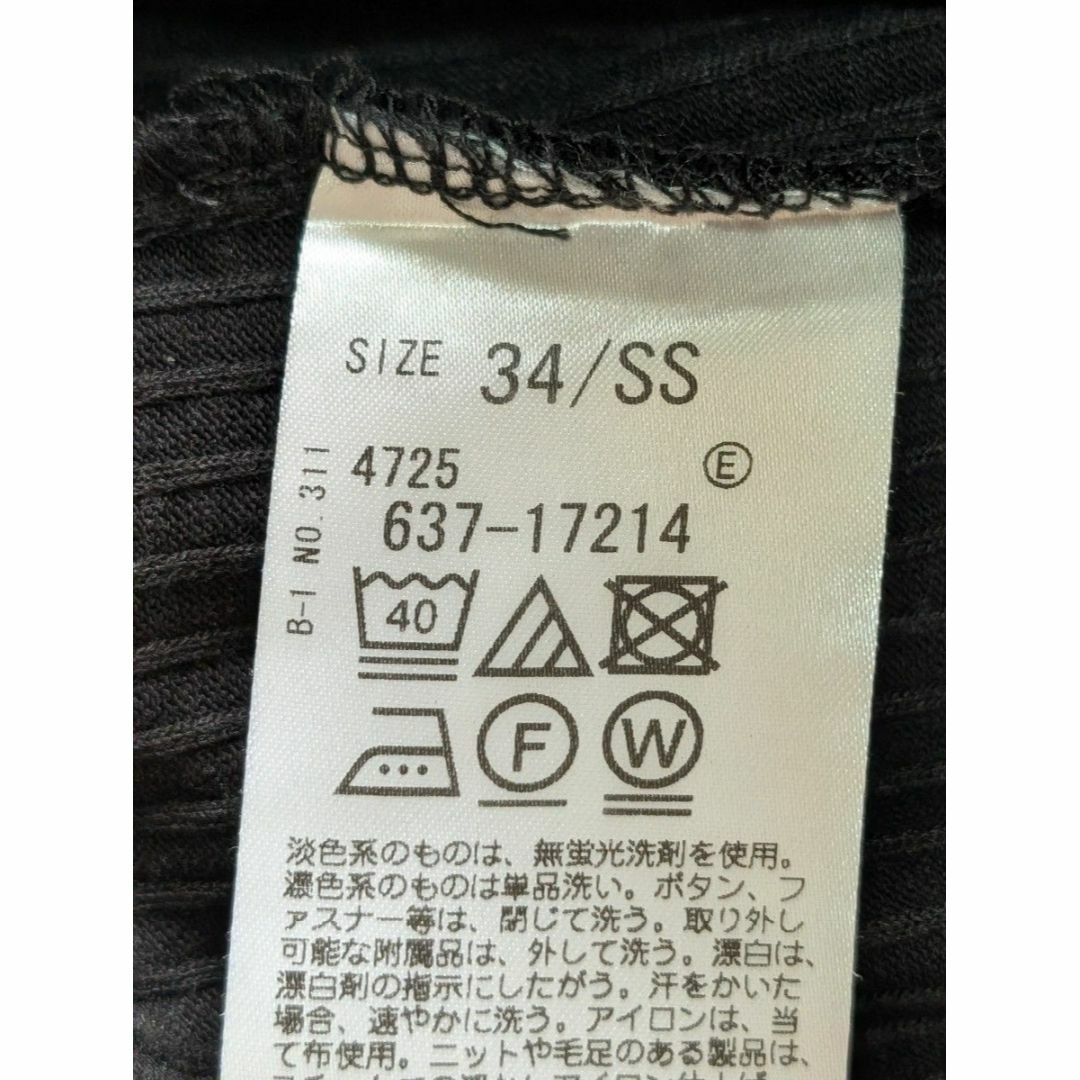 SIZE 34/SS
B-1 NO.311
4725 E
637-17214
40
F W
淡色系のものは、無蛍光洗剤を使用。
濃色系のものは単品洗い。ボタン、フ
ァスナー等は、閉じて洗う。取り外し
可能な附属品は、外して洗う。漂白は、
漂白剤の指示にしたがう。汗をかいた
場合、速やかに洗う。アイロンは、当
て布使用。ニットや毛足のある製品は、